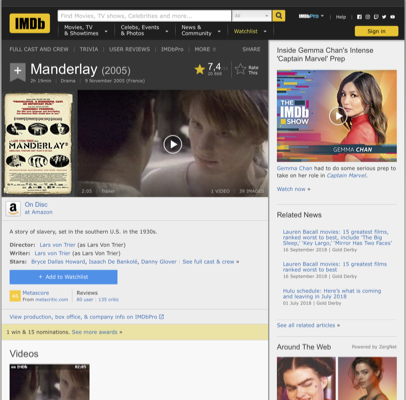 IMDb
Find Movies, TV shows, Celebrities and more...
All
IMDbPro
Help
Movies, TV
& Showtimes
Celebs, Events
& Photos
News &
Community
Watchlist
Sign in
FULL CAST AND CREW | TRIVIA | USER REVIEWS | IMDbPro | MORE
SHARE
Manderlay (2005)
2h 19min | Drama | 9 November 2005 (France)
7,4
Rate
This
MANDERLAY
2:05 | Trailer
1 VIDEO | 39 IMAGES
On Disc
at Amazon
A story of slavery, set in the southern U.S. in the 1930s.
Director: Lars von Trier (as Lars Von Trier)
Writer: Lars von Trier (as Lars Von Trier)
Stars: Bryce Dallas Howard, Isaach De Bankolé, Danny Glover | See full cast & crew »
+ Add to Watchlist
Metascore
From metacritic.com
Reviews
80 user | 135 critic
View production, box office, & company info on IMDbPro
1 win & 15 nominations. See more awards »
Videos
Inside Gemma Chan's Intense
'Captain Marvel' Prep
THE
IMDb
SHOW
GEMMA CHAN
Gemma Chan had to do some serious prep
to take on her role in Captain Marvel.
Watch now »
Related News
Lauren Bacall movies: 15 greatest films
ranked worst to best, include 'The Big
Sleep,' 'Key Largo,' 'Mirror Has Two Faces'
16 September 2018 | Gold Derby
Lauren Bacall movies: 15 greatest films
ranked worst to best
16 September 2018 | Gold Derby
Hulu schedule: Here's what is coming
and leaving in July 2018
01 July 2018 | Gold Derby
See all related articles »
Around The Web
Powered by ZergNet